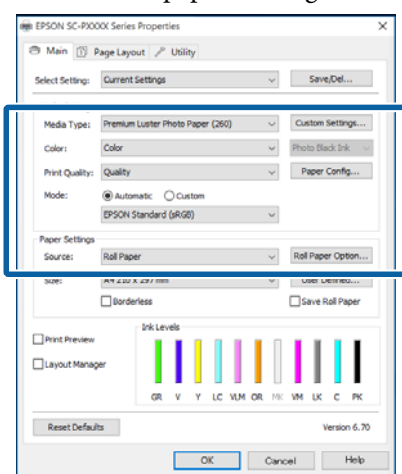 EPSON SC-PX00X Series Properties
Main Page Layout Utility
Select Setting: Current Settings Save/Del...
Media Type: Premium Luster Photo Paper (260) Custom Settings...
Color: Color Photo Black Ink
Print Quality: Quality Paper Config...
Mode: Automatic Custom
EPSON Standard (sRGB)
Paper Settings
Source: Roll Paper Roll Paper Option...
Size: A4 210 x 297 mm User Defined...
Borderless Save Roll Paper
Ink Levels
Print Preview
Layout Manager
GR V Y LC VLM OR MK VM LK C PK
Reset Defaults Version 6.70
OK Cancel Help